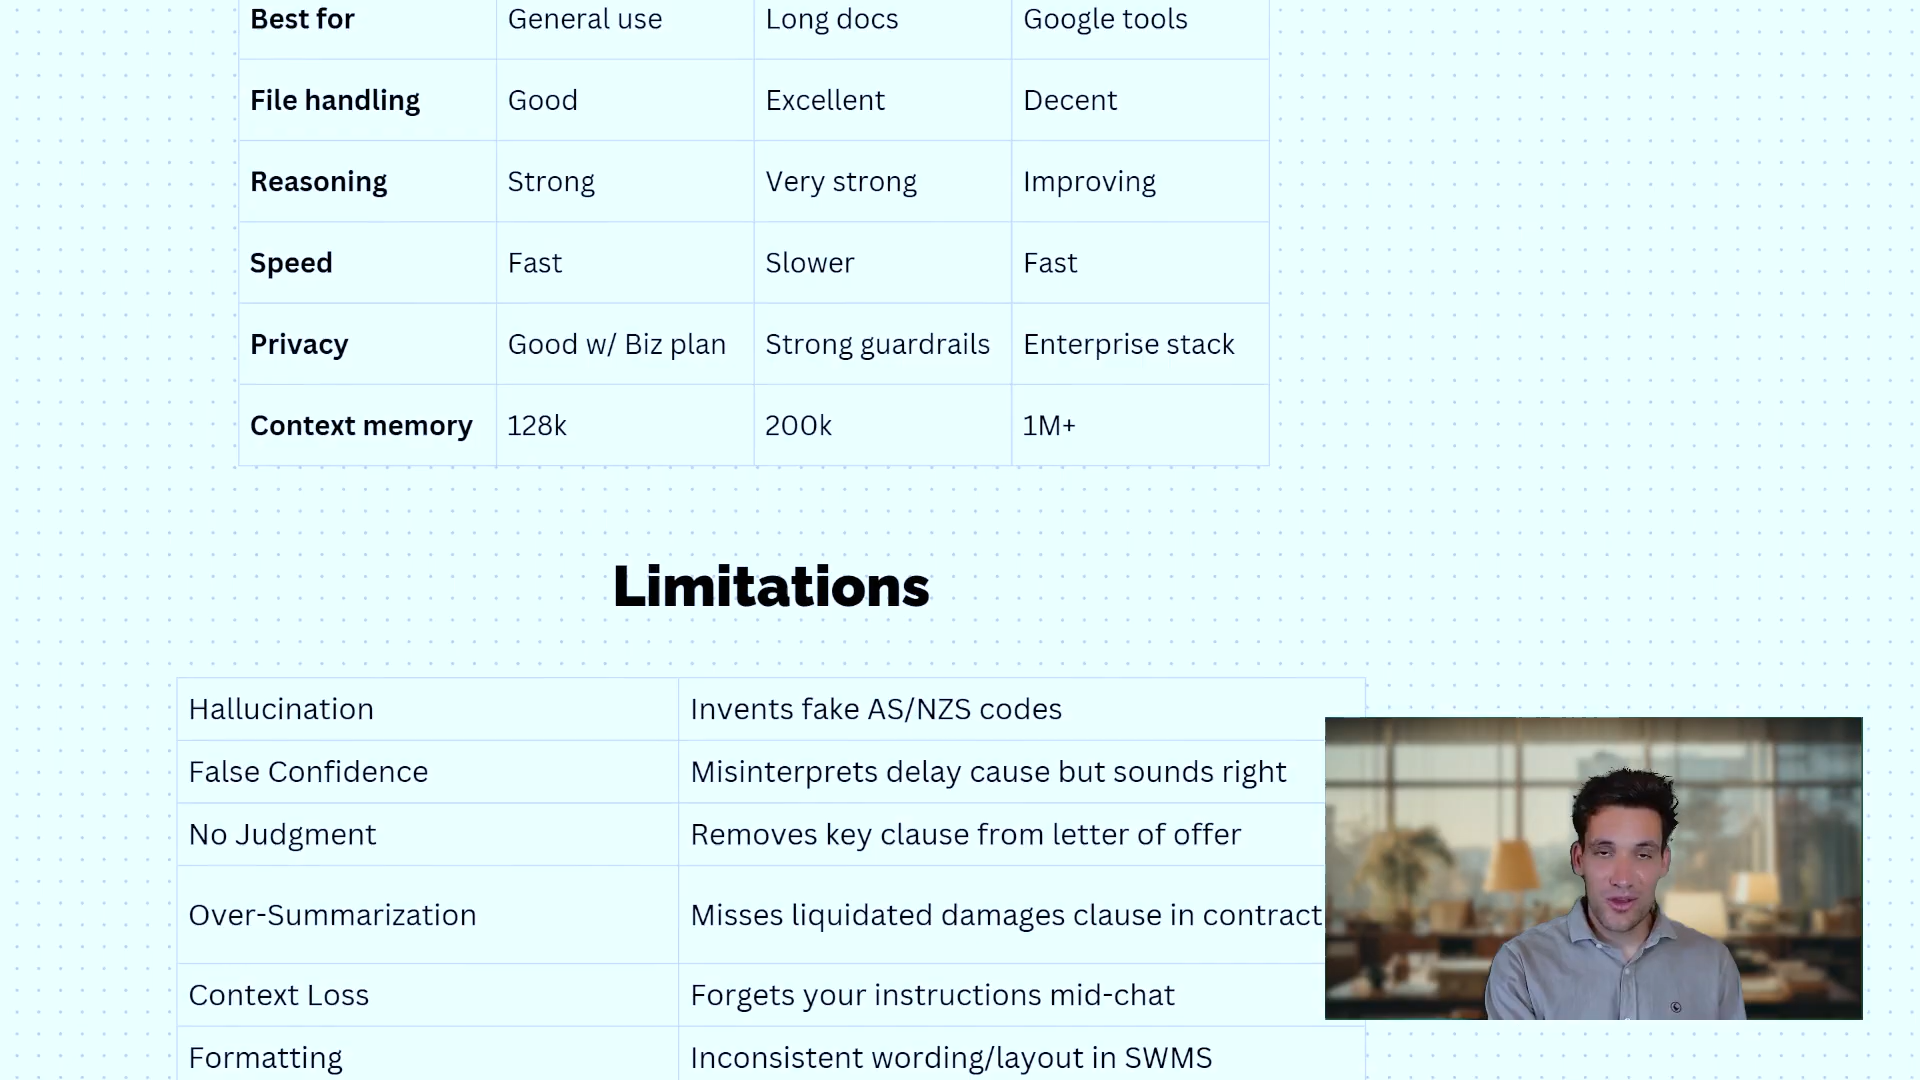 Best for General use Long docs Google tools
File handling Good Excellent Decent
Reasoning Strong Very strong Improving
Speed Fast Slower Fast
Privacy Good w/ Biz plan Strong guardrails Enterprise stack
Context memory 128k 200k 1M+
Limitations
Hallucination Invents fake AS/NZS codes
False Confidence Misinterprets delay cause but sounds right
No Judgment Removes key clause from letter of offer
Over-Summarization Misses liquidated damages clause in contract
Context Loss Forgets your instructions mid-chat
Formatting Inconsistent wording/layout in SWMS